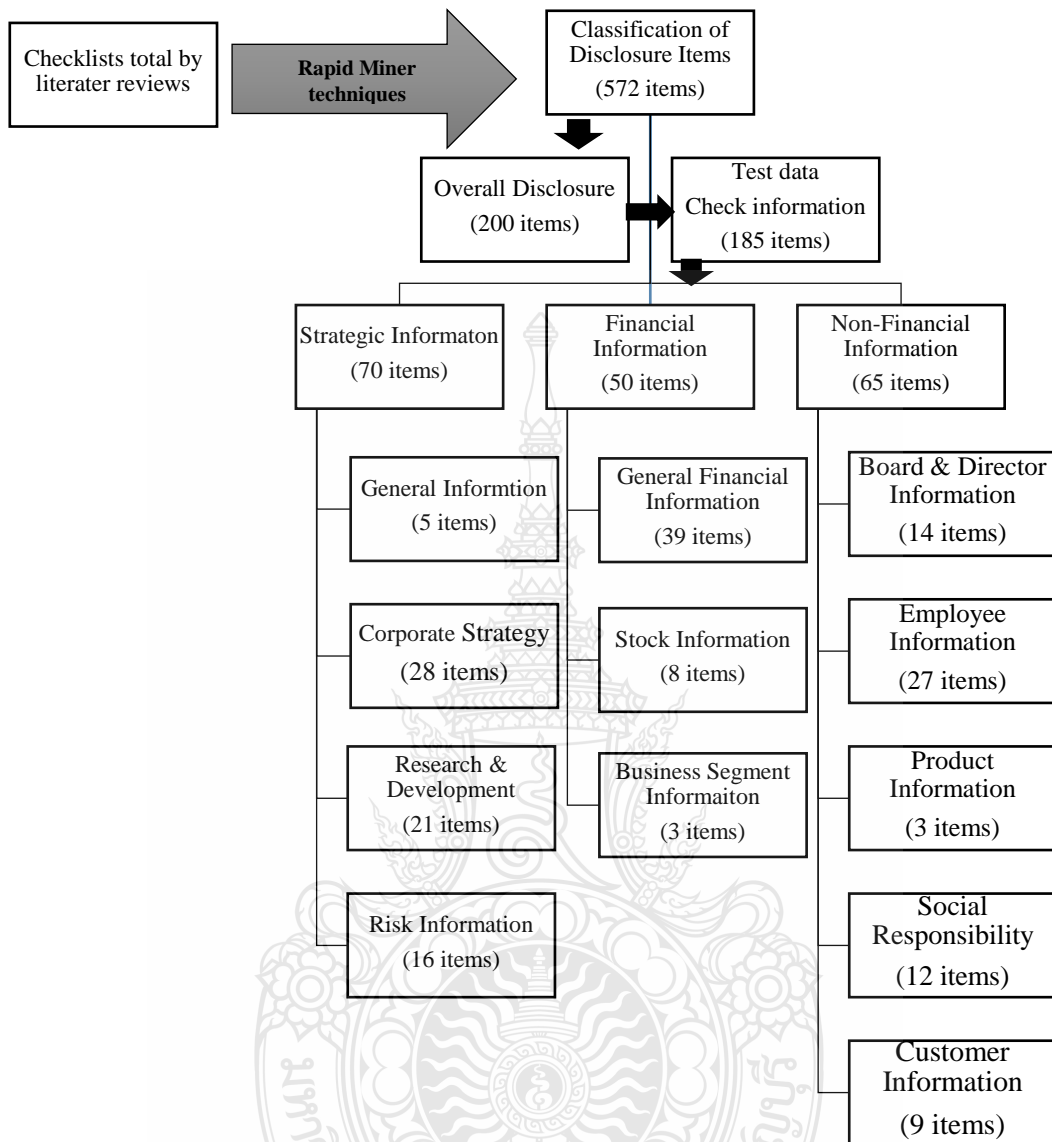 Checklists total by
literater reviews
Rapid Miner
techniques
Classification of
Disclosure Items
(572 items)
Overall Disclosure
(200 items)
Test data
Check information
(185 items)
Strategic Informaton
(70 items)
Financial
Information
(50 items)
Non-Financial
Information
(65 items)
General Informtion
(5 items)
Corporate Strategy
(28 items)
Research &
Development
(21 items)
Risk Information
(16 items)
General Financial
Information
(39 items)
Stock Information
(8 items)
Business Segment
Informaiton
(3 items)
Board & Director
Information
(14 items)
Employee
Information
(27 items)
Product
Information
(3 items)
Social
Responsibility
(12 items)
Customer
Information
(9 items)